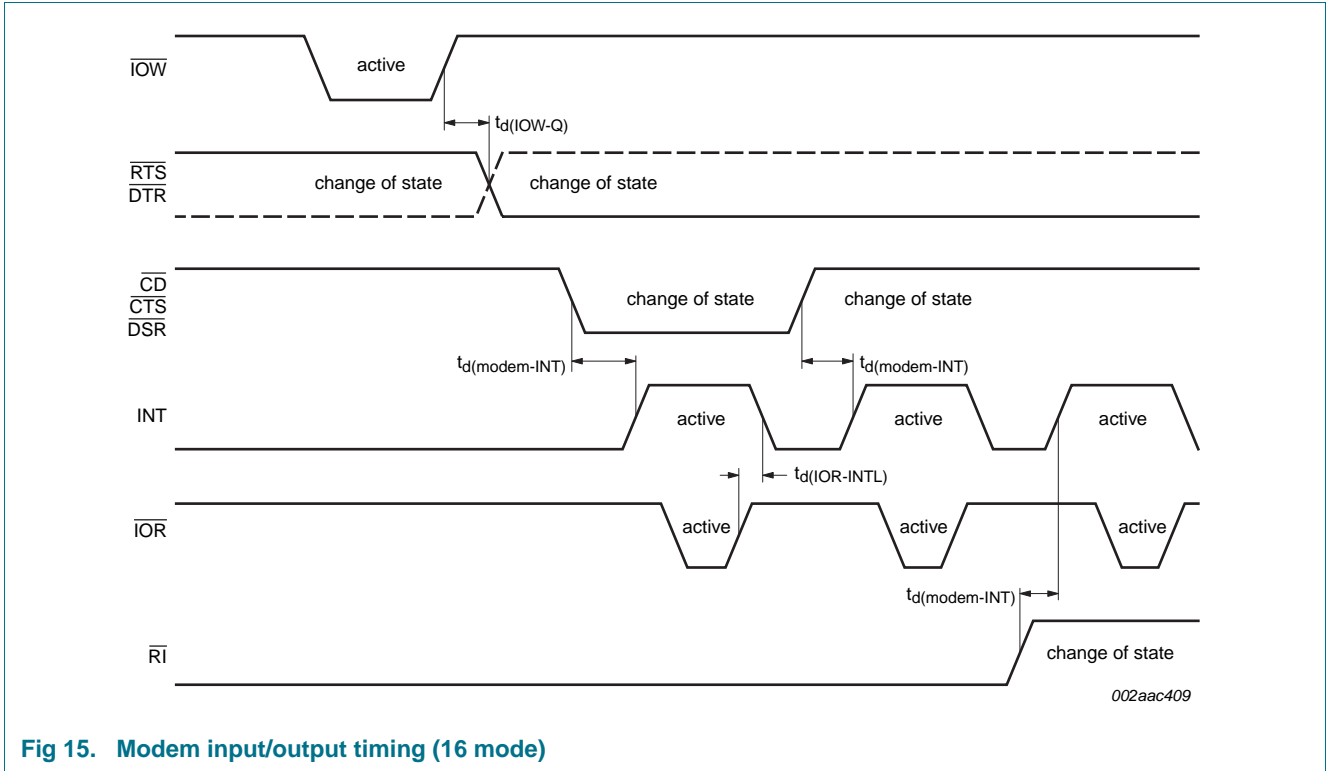 IOW
active
td(IOW-Q)
RTS
DTR
change of state
change of state
CD
CTS
DSR
change of state
change of state
td(modem-INT)
td(modem-INT)
INT
active
active
active
td(IOR-INTL)
IOR
active
active
active
td(modem-INT)
RI
change of state
002aac409
Fig 15. Modem input/output timing (16 mode)